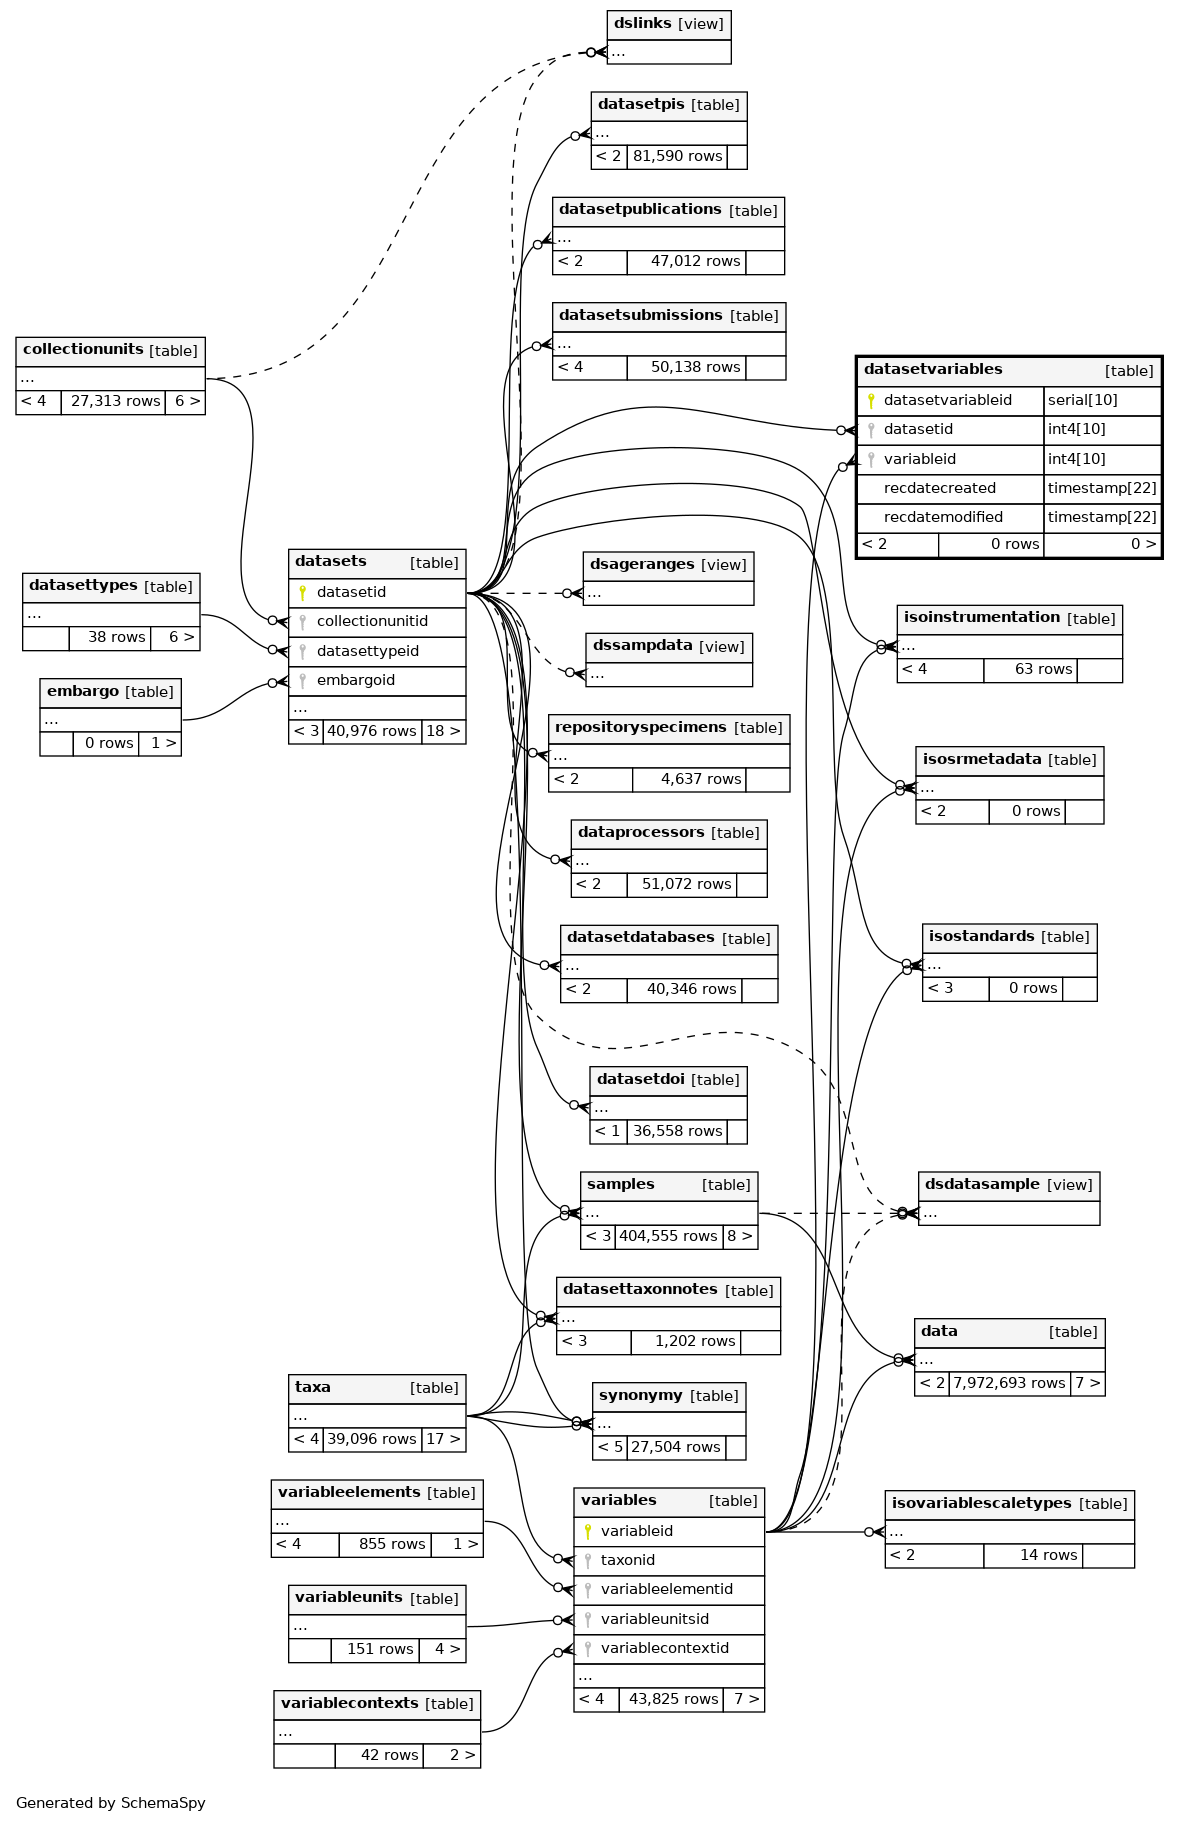 dslinks [view]
...
datasetpis [table]
...
< 2 81,590 rows
datasetpublications [table]
...
< 2 47,012 rows
datasetsubmissions [table]
...
< 4 50,138 rows
collectionunits [table]
...
< 4 27,313 rows 6 >
datasetvariables [table]
datasetvariableid serial[10]
datasetid int4[10]
variableid int4[10]
recdatecreated timestamp[22]
recdatemodified timestamp[22]
< 2 0 rows 0 >
datasettypes [table]
...
38 rows 6 >
embargo [table]
...
0 rows 1 >
datasets [table]
datasetid
collectionunitid
datasettypeid
embargoid
...
< 3 40,976 rows 18 >
dsageranges [view]
...
dssampdata [view]
...
repositoryspecimens [table]
...
< 2 4,637 rows
dataprocessors [table]
...
< 2 51,072 rows
datasetdatabases [table]
...
< 2 40,346 rows
datasetdoi [table]
...
< 1 36,558 rows
samples [table]
...
< 3 404,555 rows 8 >
datasettaxonnotes [table]
...
< 3 1,202 rows
synonymy [table]
...
< 5 27,504 rows
isoinstrumentation [table]
...
< 4 63 rows
isosrmetadata [table]
...
< 2 0 rows
isostandards [table]
...
< 3 0 rows
dsdatasample [view]
...
data [table]
...
< 2 7,972,693 rows 7 >
isovariablescaletypes [table]
...
< 2 14 rows
taxa [table]
...
< 4 39,096 rows 17 >
variableelements [table]
...
< 4 855 rows 1 >
variableunits [table]
...
151 rows 4 >
variablecontexts [table]
...
42 rows 2 >
variables [table]
variableid
taxonid
variableelementid
variableunitsid
variablecontextid
...
< 4 43,825 rows 7 >
Generated by SchemaSpy